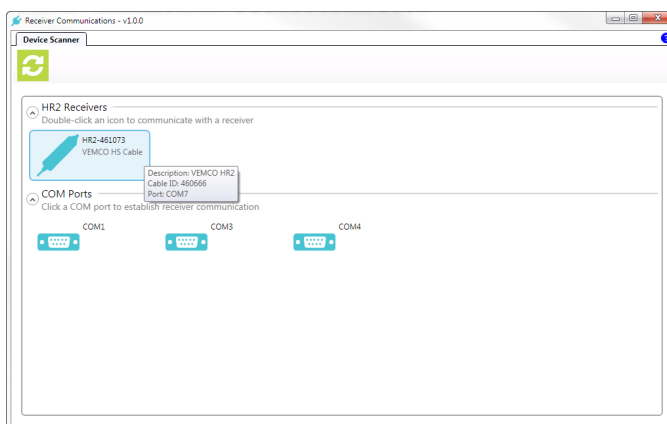 Receiver Communications - v1.0.0
Device Scanner
?
HR2 Receivers
Double-click an icon to communicate with a receiver
HR2-461073
VEMCO HS Cable
Description: VEMCO HR2
Cable ID: 460666
Port: COM7
COM Ports
Click a COM port to establish receiver communication
COM1
COM3
COM4